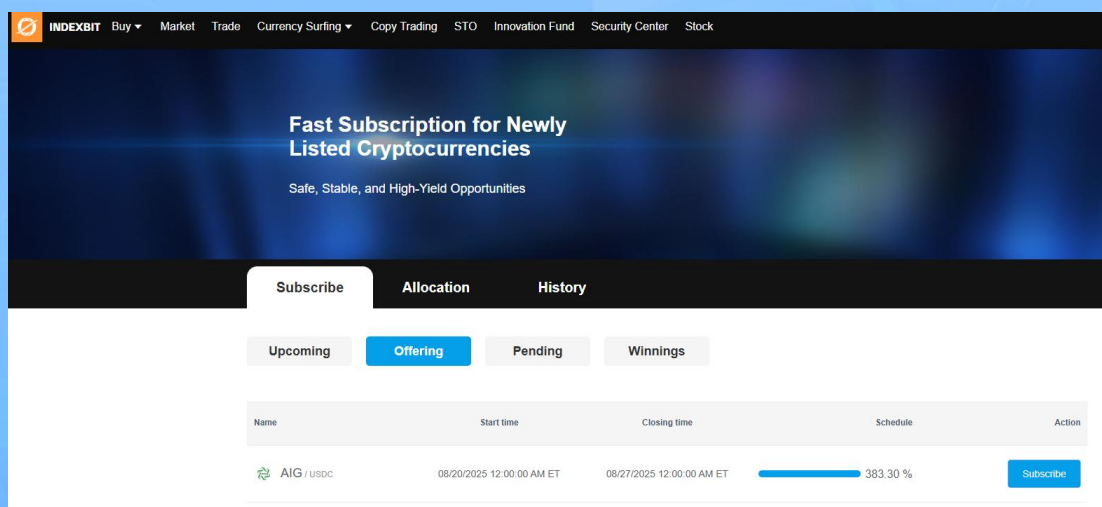 INDEXBIT Buy Market Trade Currency Surfing Copy Trading STO Innovation Fund Security Center Stock
Fast Subscription for Newly
Listed Cryptocurrencies
Safe, Stable, and High-Yield Opportunities
Subscribe Allocation History
Upcoming Offering Pending Winnings
Name Start time Closing time Schedule Action
AIG / USDC 08/20/2025 12:00:00 AM ET 08/27/2025 12:00:00 AM ET 383.30 % Subscribe